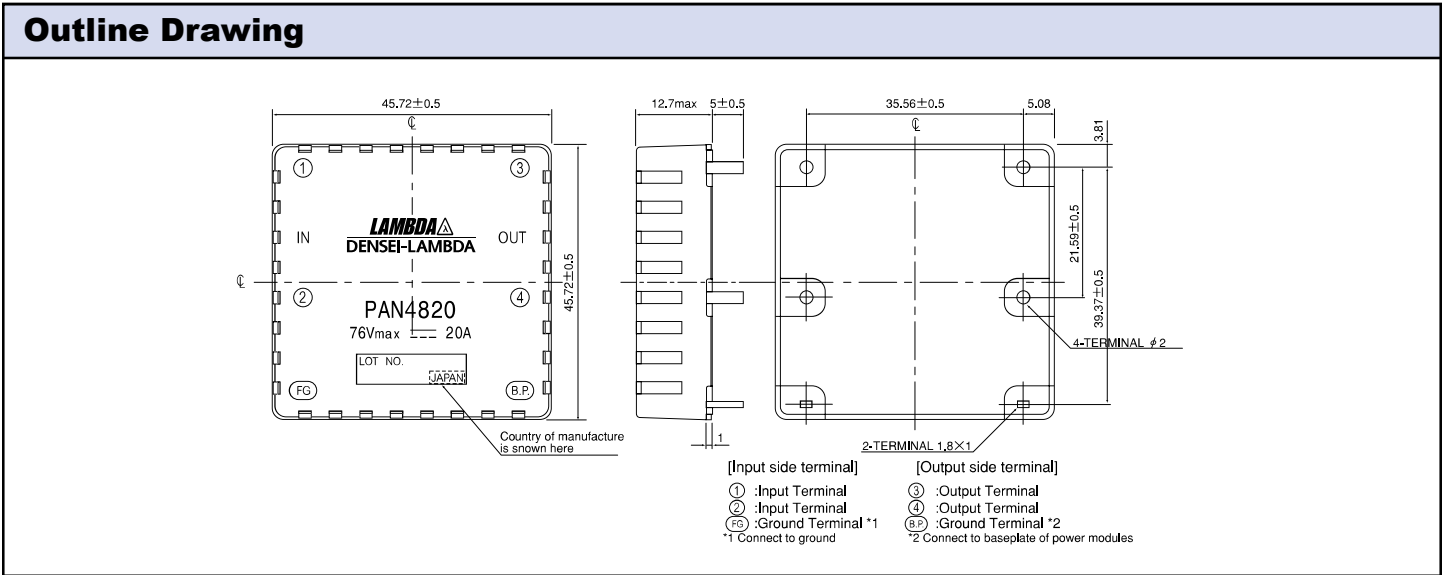 Outline Drawing
45.72±0.5
12.7max
5±0.5
35.56±0.5
5.08
℄
℄
3.81
① ③
LAMBDA
DENSEI-LAMBDA
IN
OUT
℄
② ④
PAN4820
76Vmax 20A
LOT NO.
JAPAN
FG
B.P.
45.72±0.5
21.59±0.5
39.37±0.5
4-TERMINAL ϕ2
2-TERMINAL 1.8×1
1
Country of manufacture
is snown here
[Input side terminal]
① :Input Terminal
② :Input Terminal
FG :Ground Terminal *1
*1 Connect to ground
[Output side terminal]
③ :Output Terminal
④ :Output Terminal
B.P. :Ground Terminal *2
*2 Connect to baseplate of power modules